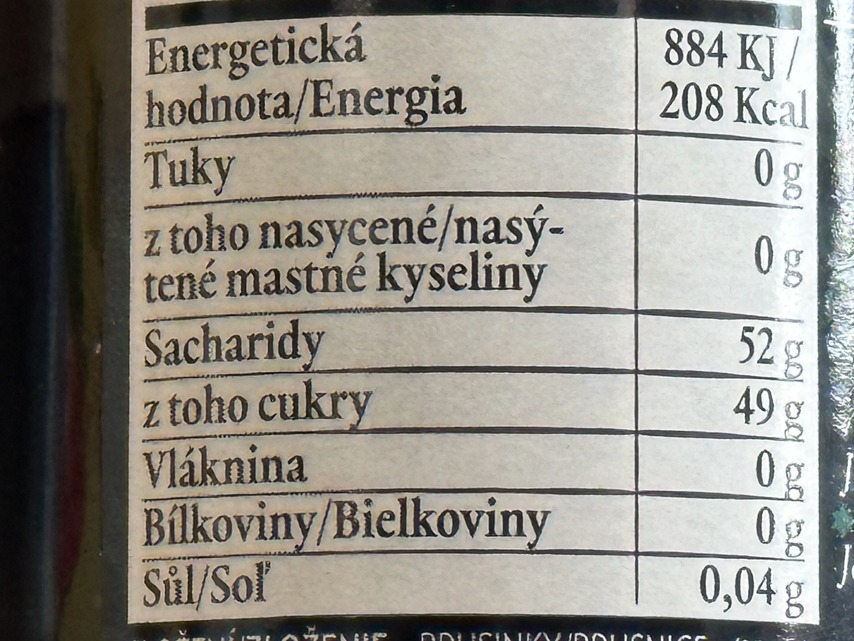 Energetická 884 KJ /
hodnota/Energia 208 Kcal
Tuky 0 g
z toho nasycené/nasý-
tené mastné kyseliny 0 g
Sacharidy 52 g
z toho cukry 49 g
Vláknina 0 g
Bílkoviny/Bielkoviny 0 g
Sůl/Soľ 0,04 g